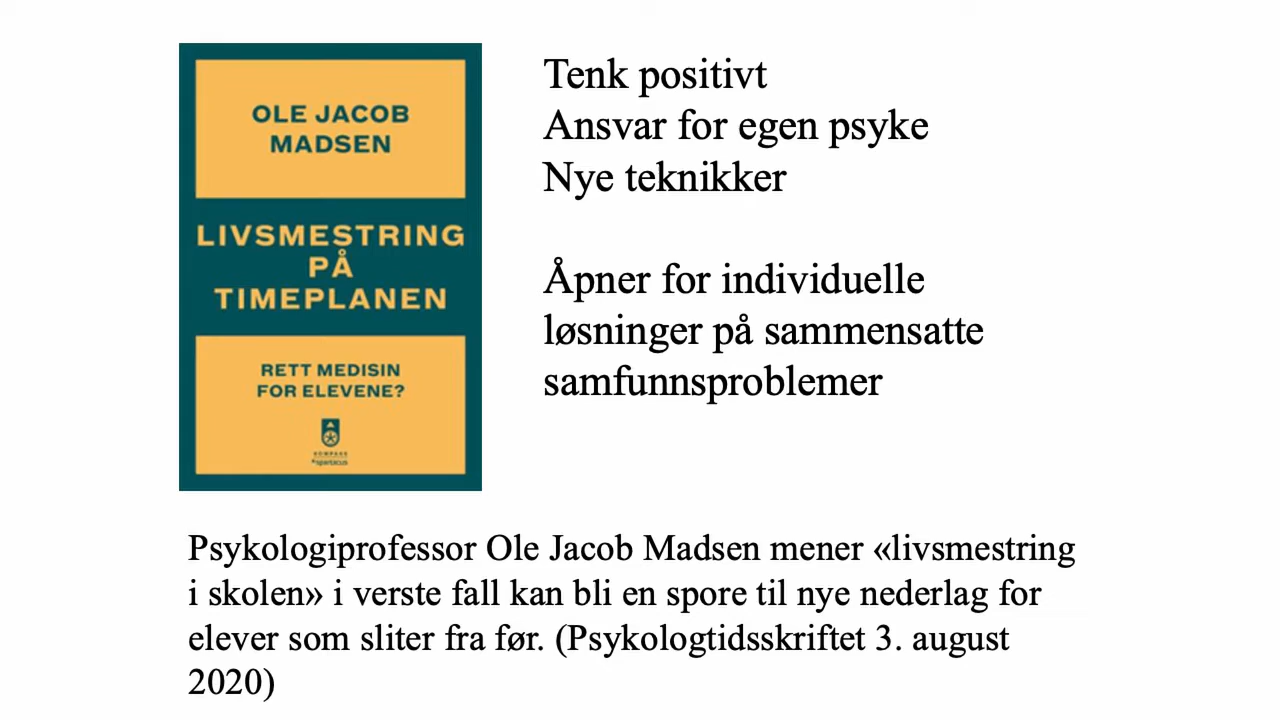 OLE JACOB
MADSEN
LIVSMESTRING
PÅ
TIMEPLANEN
RETT MEDISIN
FOR ELEVENE?
KOMPASS
spartacus
Tenk positivt
Ansvar for egen psyke
Nye teknikker
Åpner for individuelle
løsninger på sammensatte
samfunnsproblemer
Psykologiprofessor Ole Jacob Madsen mener «livsmestring
i skolen» i verste fall kan bli en spore til nye nederlag for
elever som sliter fra før. (Psykologtidsskriftet 3. august
2020)